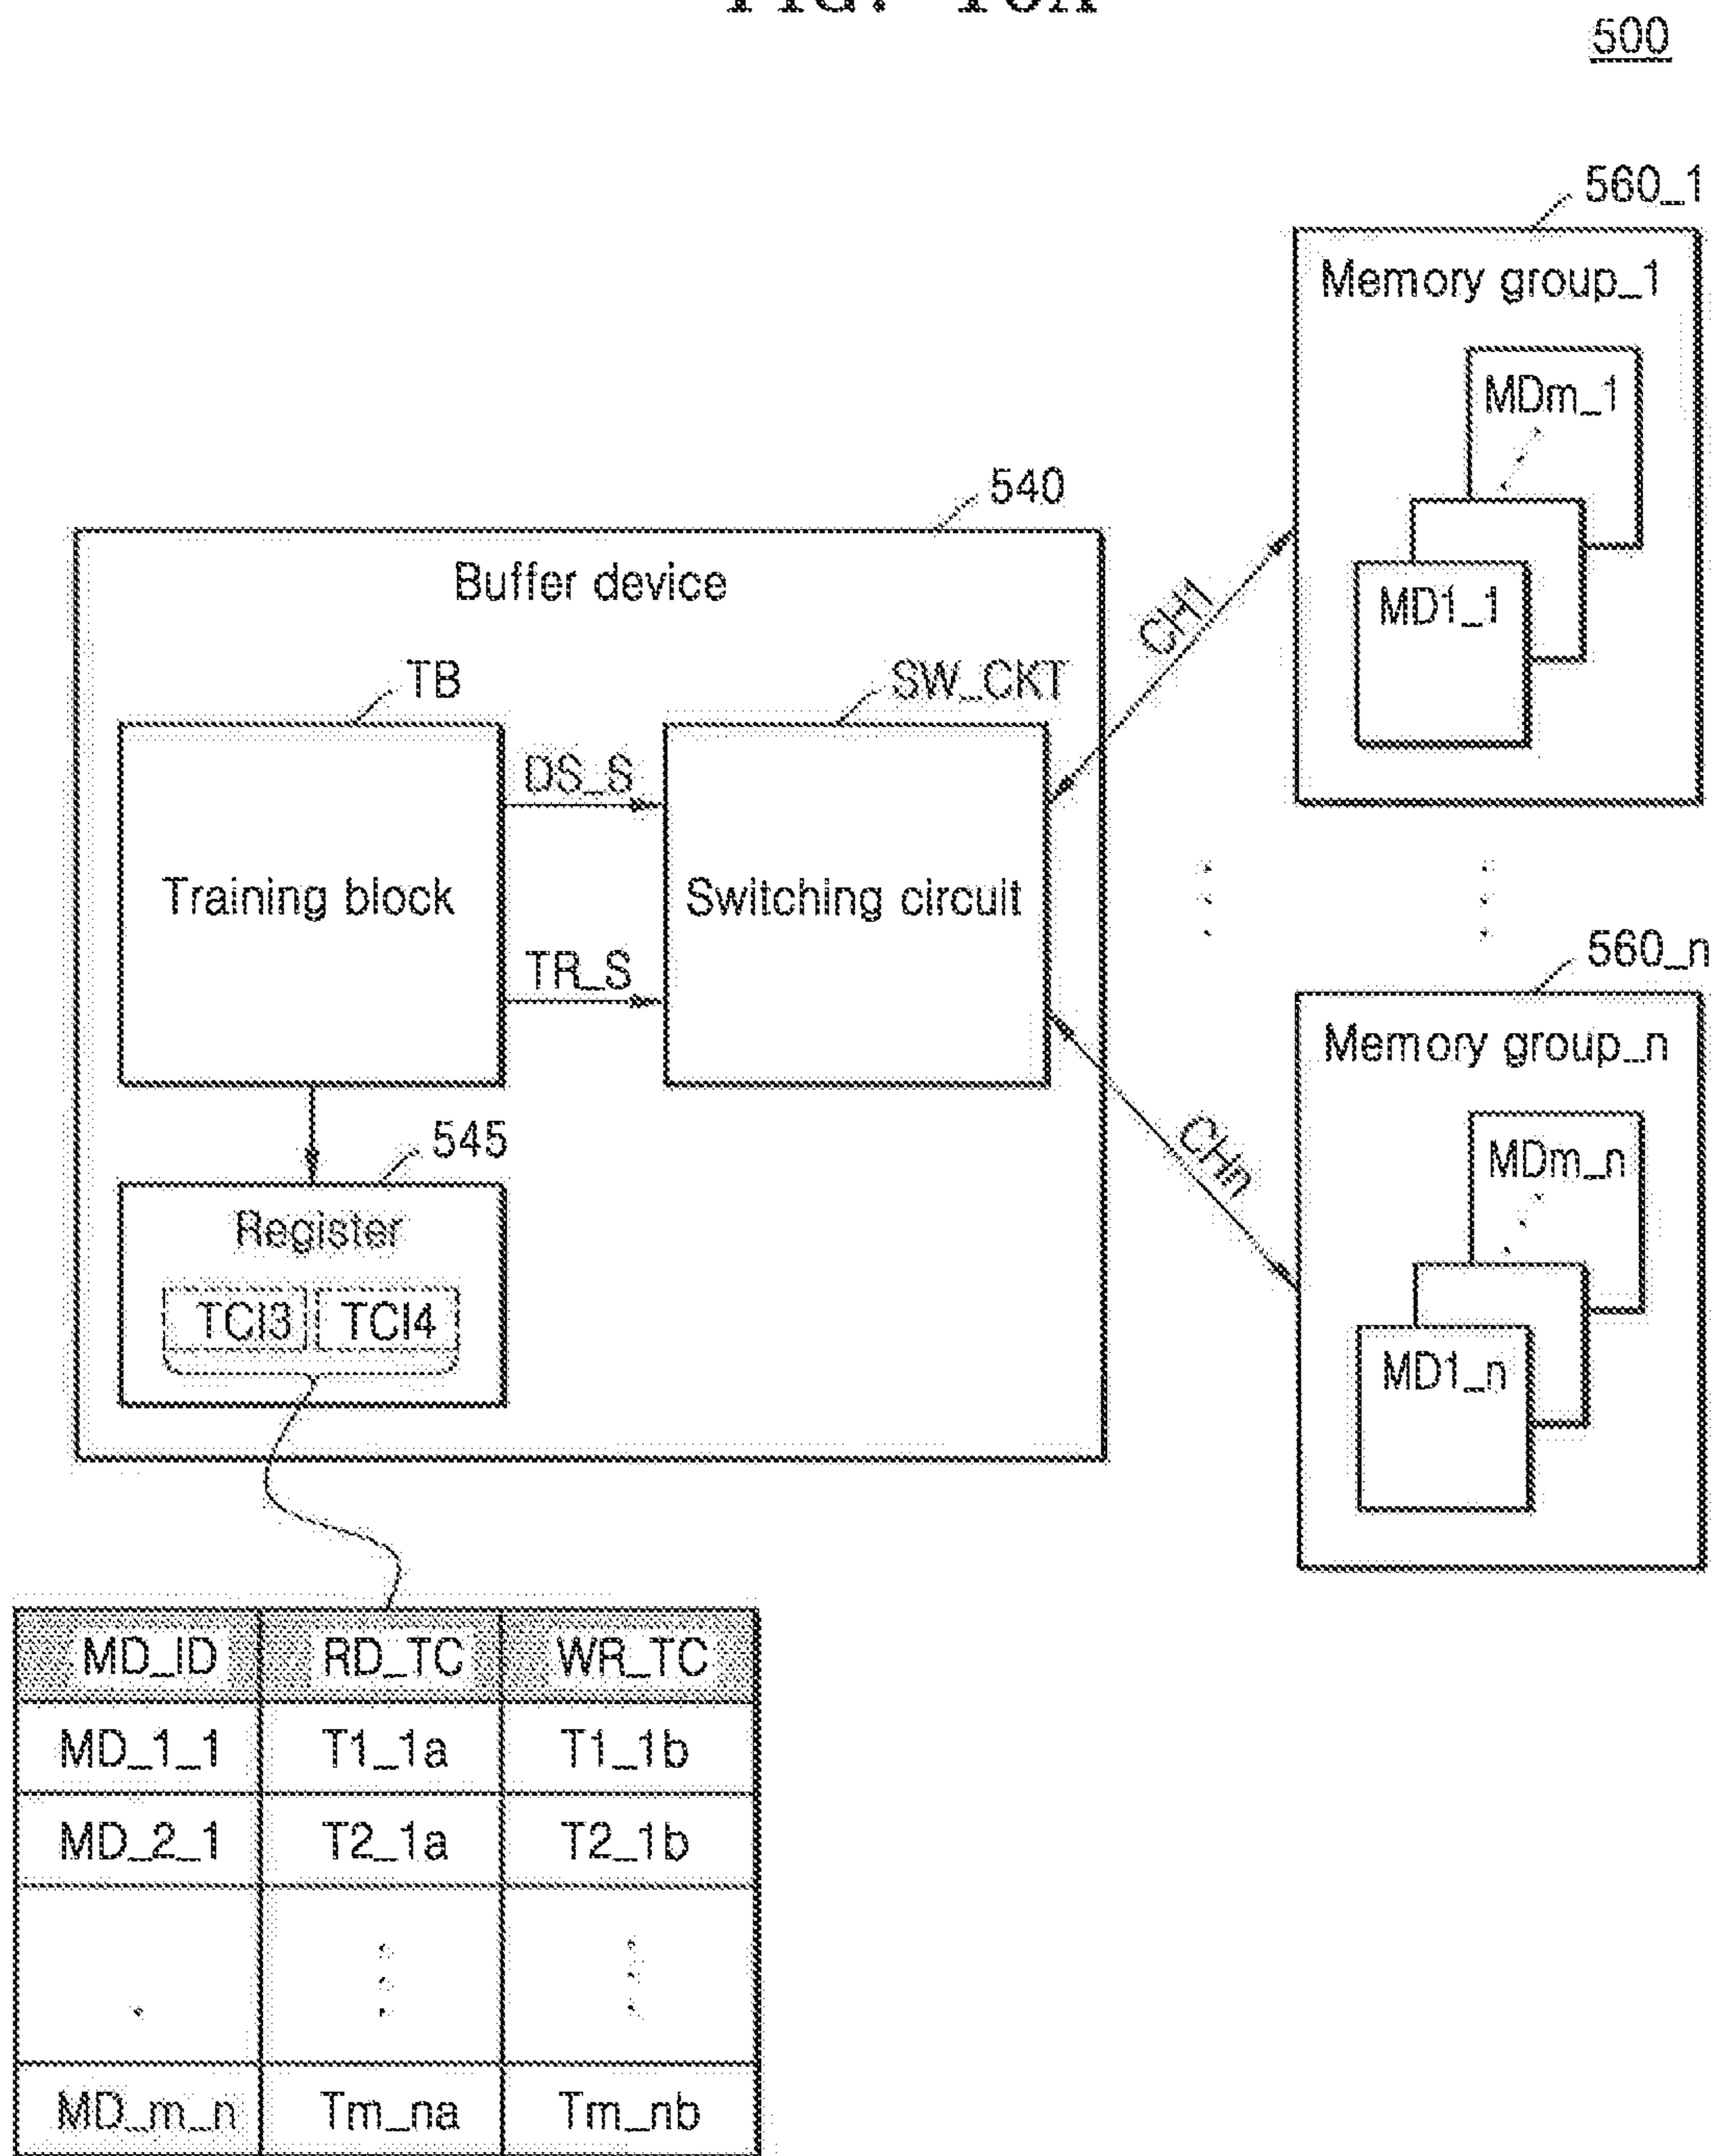 500
560_1
Memory group_1
MDm_1
MD1_1
540
Buffer device
CH1
TB
SW_CKT
DS_S
Training block
Switching circuit
TR_S
560_n
Memory group_n
MDm_n
MD1_n
CHn
545
Register
TCI3 TCI4
MD_ID RD_TC WR_TC
MD_1_1 T1_1a T1_1b
MD_2_1 T2_1a T2_1b
MD_m_n Tm_na Tm_nb